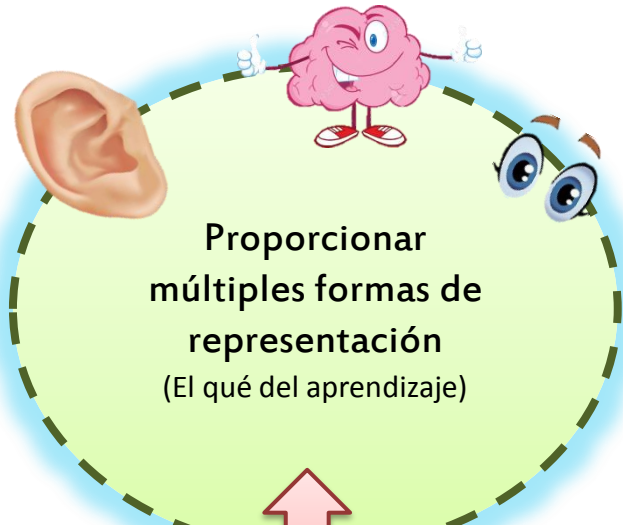 Proporcionar
múltiples formas de
representación
(El qué del aprendizaje)